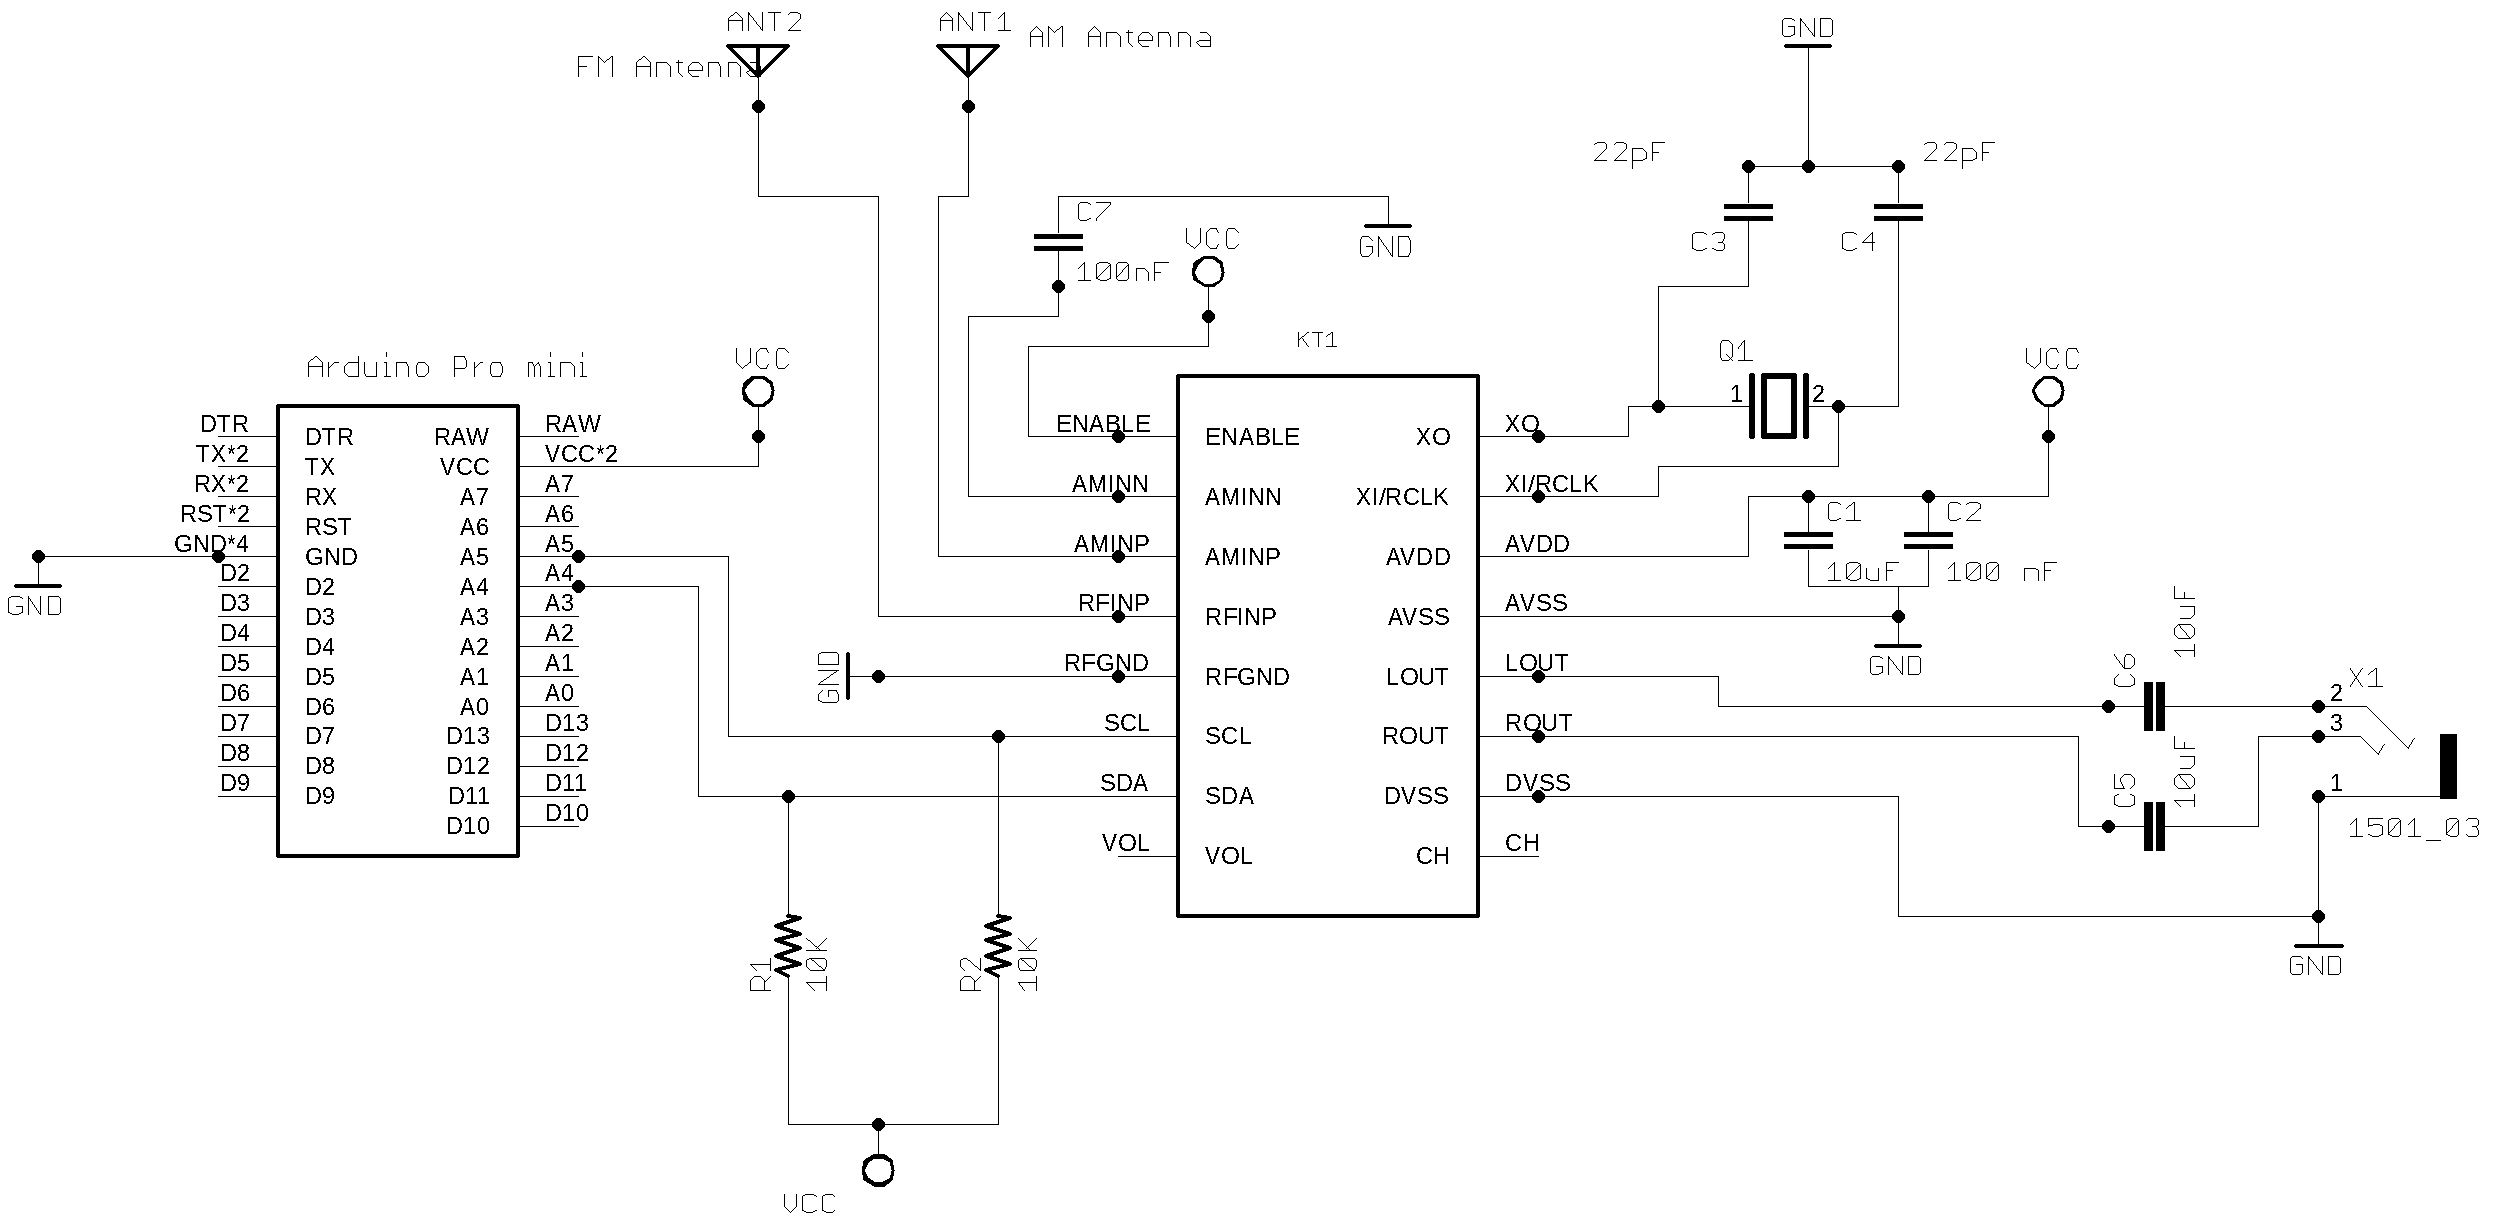 ANT2
ANT1
AM Antenna
FM Antenna
GND
22pF
22pF
C7
GND
VCC
100nF
C3
C4
KT1
Q1
1
2
VCC
Arduino Pro mini
VCC
DTR
TX*2
RX*2
RST*2
GND*4
D2
D3
D4
D5
D6
D7
D8
D9
DTR
TX
RX
RST
GND
D2
D3
D4
D5
D6
D7
D8
D9
RAW
VCC
A7
A6
A5
A4
A3
A2
A1
A0
D13
D12
D11
D10
RAW
VCC*2
A7
A6
A5
A4
A3
A2
A1
A0
D13
D12
D11
D10
GND
ENABLE
AMINN
AMINP
RFINP
RFGND
SCL
SDA
VOL
ENABLE
AMINN
AMINP
RFINP
RFGND
SCL
SDA
VOL
XO
XI/RCLK
AVDD
AVSS
LOUT
ROUT
DVSS
CH
XO
XI/RCLK
AVDD
AVSS
LOUT
ROUT
DVSS
CH
GND
C1
C2
10uF
100 nF
GND
C6
10uF
C5
10uF
X1
2
3
1
1501_03
GND
R1
10K
R2
10K
VCC